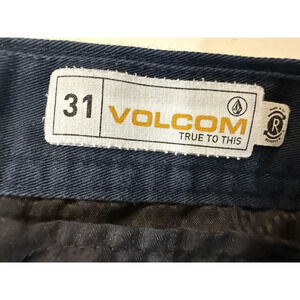 31
VOLCOM
TRUE TO THIS
R